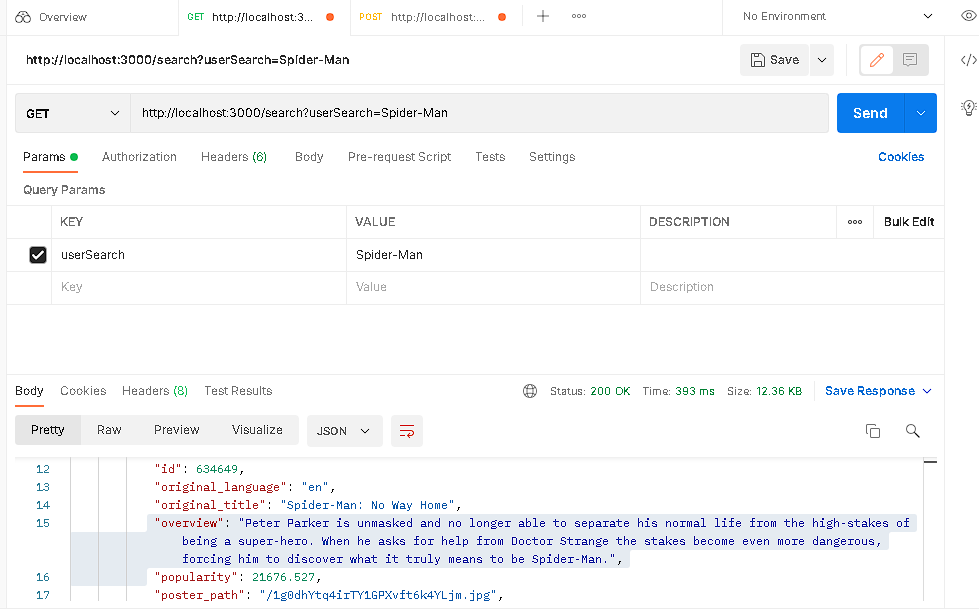 Overview GET http://localhost:3... POST http://localhost:... No Environment
http://localhost:3000/search?userSearch=Spider-Man Save
GET http://localhost:3000/search?userSearch=Spider-Man Send
Params Authorization Headers (6) Body Pre-request Script Tests Settings Cookies
Query Params
KEY VALUE DESCRIPTION Bulk Edit
userSearch Spider-Man
Key Value Description
Body Cookies Headers (8) Test Results Status: 200 OK Time: 393 ms Size: 12.36 KB Save Response
Pretty Raw Preview Visualize JSON
12 "id": 634649,
13 "original_language": "en",
14 "original_title": "Spider-Man: No Way Home",
15 "overview": "Peter Parker is unmasked and no longer able to separate his normal life from the high-stakes of
being a super-hero. When he asks for help from Doctor Strange the stakes become even more dangerous,
forcing him to discover what it truly means to be Spider-Man.",
16 "popularity": 21676.527,
17 "poster_path": "/1g0dhYtq4irTY1GPXvft6k4YLjm.jpg",